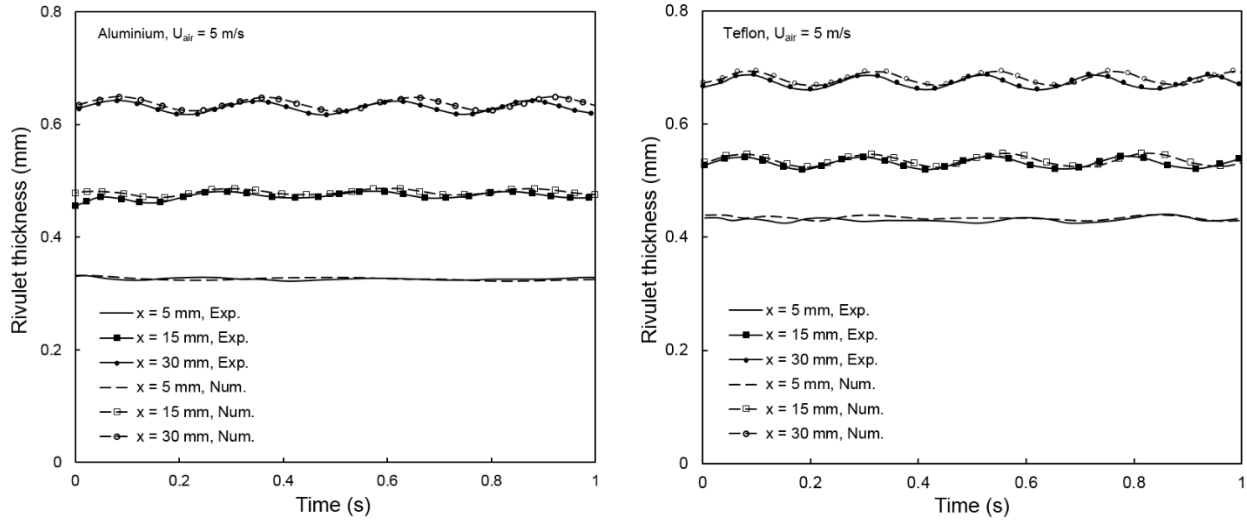 Aluminium, Uair = 5 m/s
Rivulet thickness (mm)
0.8
0.6
0.4
0.2
0
x = 5 mm, Exp.
x = 15 mm, Exp.
x = 30 mm, Exp.
x = 5 mm, Num.
x = 15 mm, Num.
x = 30 mm, Num.
0 0.2 0.4 0.6 0.8 1
Time (s)
Teflon, Uair = 5 m/s
Rivulet thickness (mm)
0.8
0.6
0.4
0.2
0
x = 5 mm, Exp.
x = 15 mm, Exp.
x = 30 mm, Exp.
x = 5 mm, Num.
x = 15 mm, Num.
x = 30 mm, Num.
0 0.2 0.4 0.6 0.8 1
Time (s)